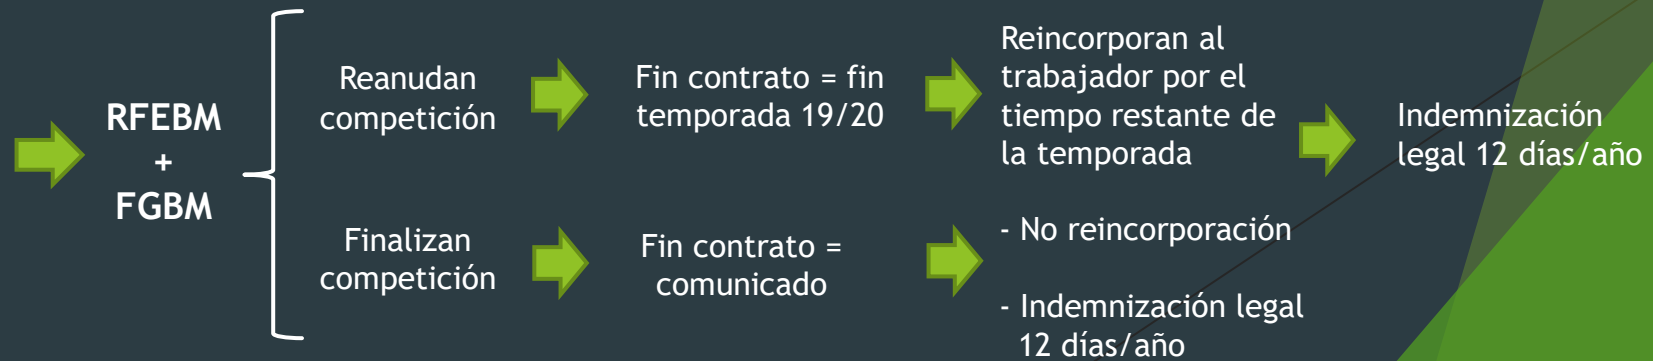 RFEBM
+
FGBM
Reanudan
competición
Fin contrato = fin
temporada 19/20
Reincorporan al
trabajador por el
tiempo restante de
la temporada
Indemnización
legal 12 días/año
Finalizan
competición
Fin contrato =
comunicado
- No reincorporación
- Indemnización legal
12 días/año